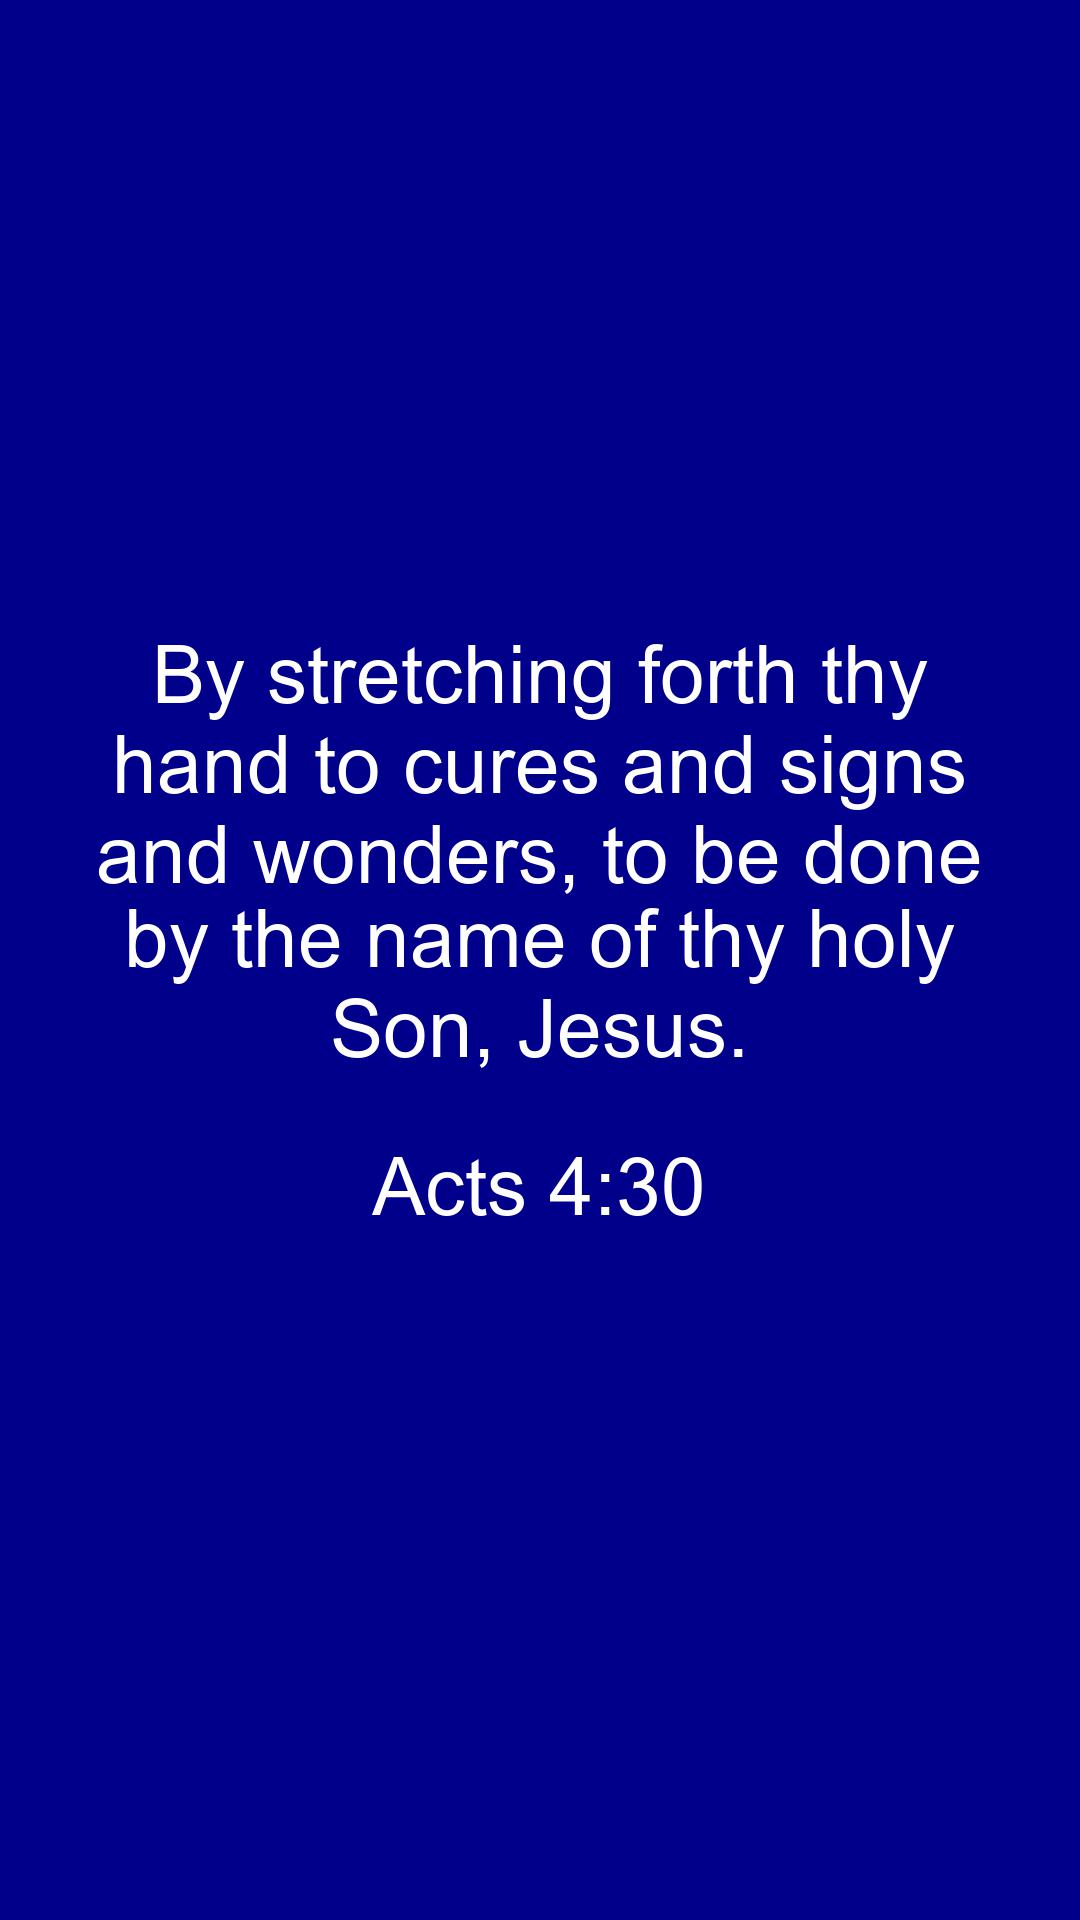 By stretching forth thy
hand to cures and signs
and wonders, to be done
by the name of thy holy
Son, Jesus.
Acts 4:30